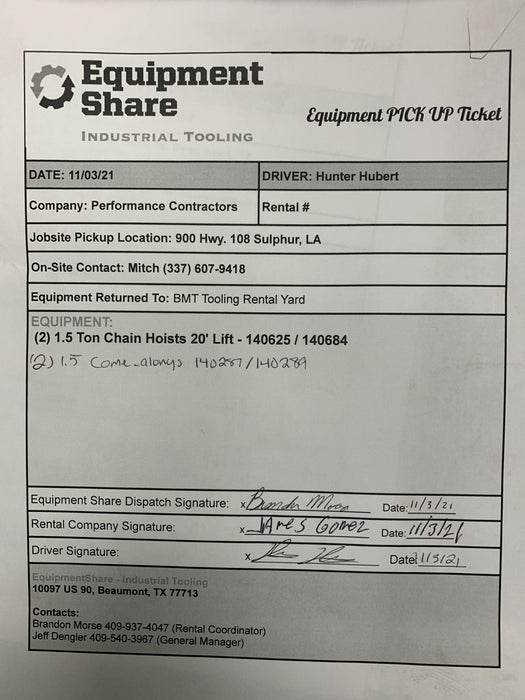 Equipment
Share
INDUSTRIAL TOOLING
Equipment PICK UP Ticket
DATE: 11/03/21 DRIVER: Hunter Hubert
Company: Performance Contractors Rental #
Jobsite Pickup Location: 900 Hwy. 108 Sulphur, LA
On-Site Contact: Mitch (337) 607-9418
Equipment Returned To: BMT Tooling Rental Yard
EQUIPMENT:
(2) 1.5 Ton Chain Hoists 20' Lift - 140625 / 140684
(2) 1.5 Come-alongs 140287/140289
Equipment Share Dispatch Signature: x Date: 11/3/21
Rental Company Signature: x Gomez Date: 11/3/21
Driver Signature: x Date: 11/3/21
EquipmentShare - Industrial Tooling
10097 US 90, Beaumont, TX 77713
Contacts:
Brandon Morse 409-937-4047 (Rental Coordinator)
Jeff Dengler 409-540-3967 (General Manager)